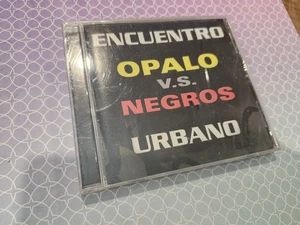 ENCUENTRO
OPALO
V.S.
NEGROS
URBANO